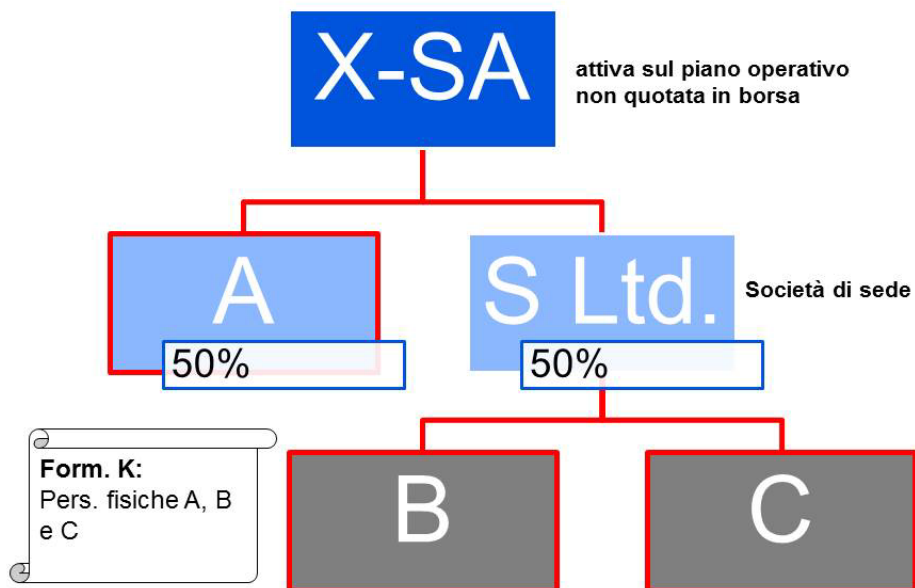 X-SA
attiva sul piano operativo
non quotata in borsa
A
50%
S Ltd.
50%
Società di sede
Form. K:
Pers. fisiche A, B
e C
B
C